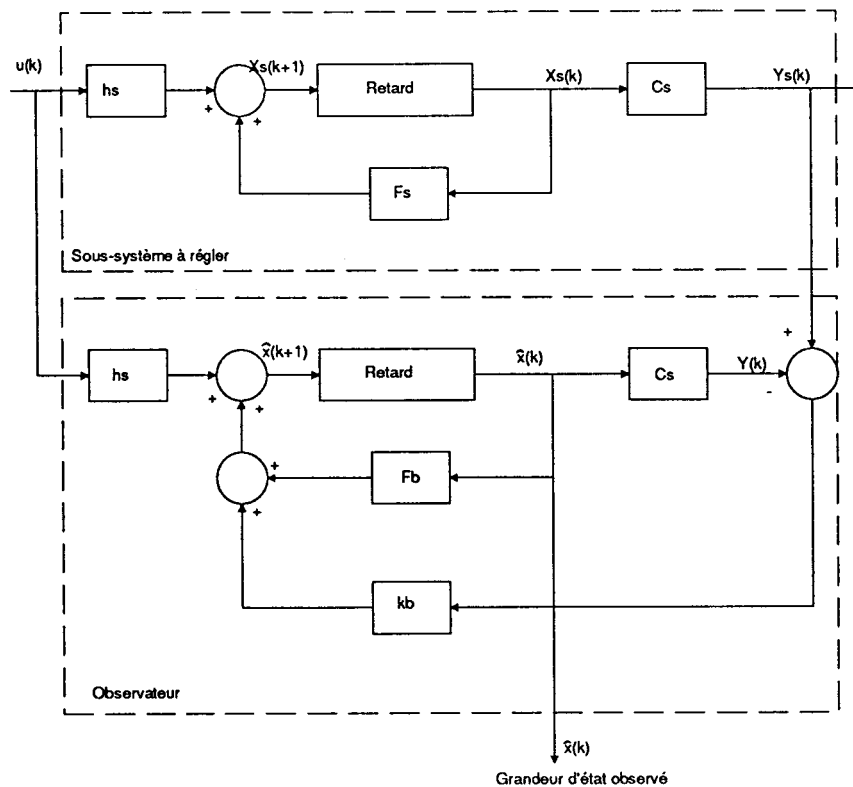 u(k)
hs
Xs(k+1)
Retard
Xs(k)
Cs
Ys(k)
+
+
Fs
Sous-système à régler
+
hs
x̂(k+1)
Retard
x̂(k)
Cs
Y(k)
-
+
+
+
Fb
+
kb
Observateur
x̂(k)
Grandeur d'état observé